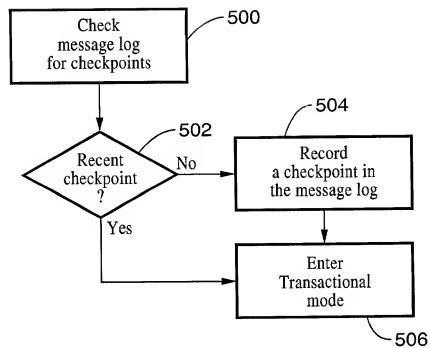 Check
message log
for checkpoints
500
Recent
checkpoint
?
502
No
Yes
Record
a checkpoint in
the message log
504
Enter
Transactional
mode
506